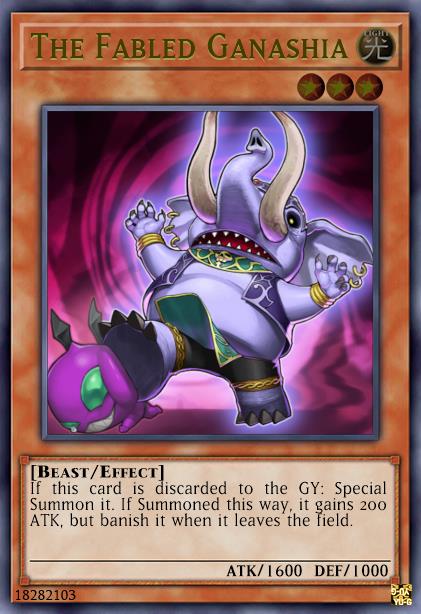 The Fabled Ganashia
LIGHT
光
[Beast/Effect]
If this card is discarded to the GY: Special
Summon it. If Summoned this way, it gains 200
ATK, but banish it when it leaves the field.
ATK/1600 DEF/1000
18282103